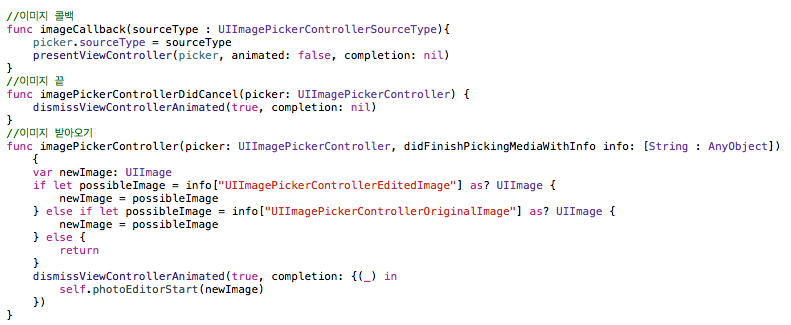 //이미지 콜백
func imageCallback(sourceType : UIImagePickerControllerSourceType){
    picker.sourceType = sourceType
    presentViewController(picker, animated: false, completion: nil)
}
//이미지 끝
func imagePickerControllerDidCancel(picker: UIImagePickerController) {
    dismissViewControllerAnimated(true, completion: nil)
}
//이미지 받아오기
func imagePickerController(picker: UIImagePickerController, didFinishPickingMediaWithInfo info: [String : AnyObject])
    {
    var newImage: UIImage
    if let possibleImage = info["UIImagePickerControllerEditedImage"] as? UIImage {
        newImage = possibleImage
    } else if let possibleImage = info["UIImagePickerControllerOriginalImage"] as? UIImage {
        newImage = possibleImage
    } else {
        return
    }
    dismissViewControllerAnimated(true, completion: {(_) in
        self.photoEditorStart(newImage)
    })
}